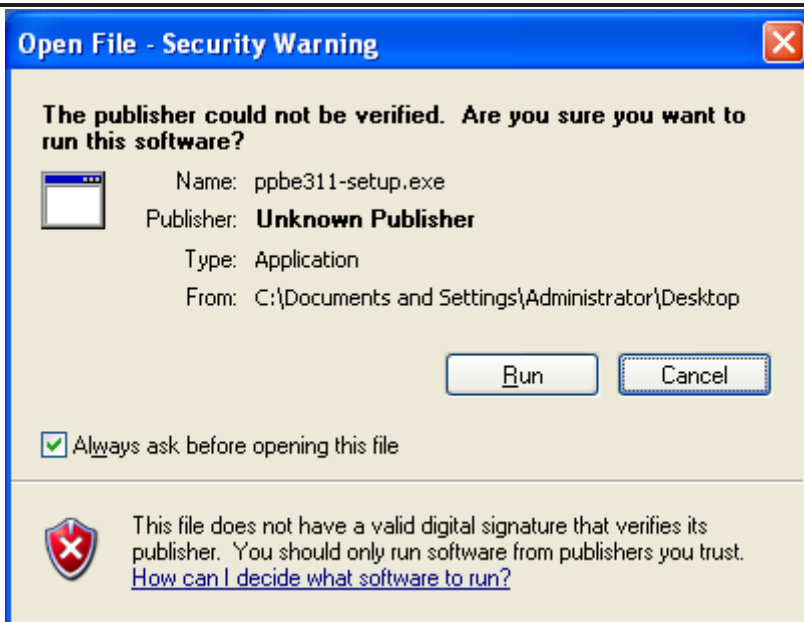 Open File - Security Warning
The publisher could not be verified. Are you sure you want to
run this software?
Name: ppbe311-setup.exe
Publisher: Unknown Publisher
Type: Application
From: C:\Documents and Settings\Administrator\Desktop
Run Cancel
Always ask before opening this file
This file does not have a valid digital signature that verifies its
publisher. You should only run software from publishers you trust.
How can I decide what software to run?